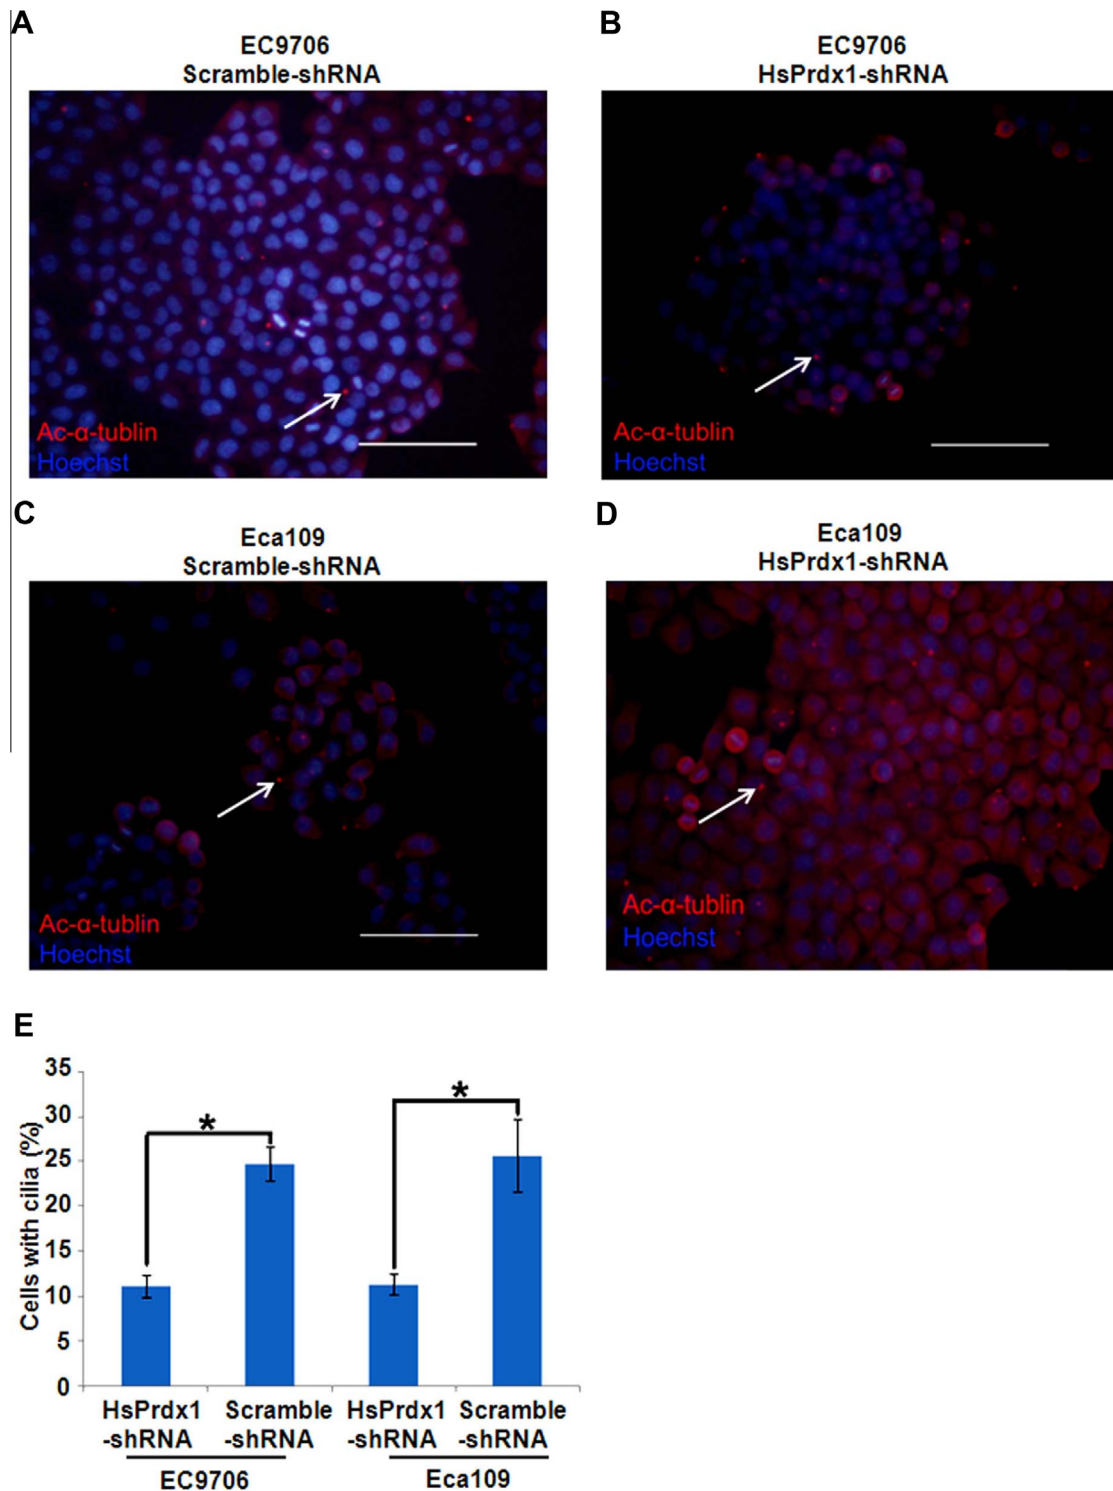 A
EC9706
Scramble-shRNA
Ac-α-tublin
Hoechst
B
EC9706
HsPrdx1-shRNA
Ac-α-tublin
Hoechst
C
Eca109
Scramble-shRNA
Ac-α-tublin
Hoechst
D
Eca109
HsPrdx1-shRNA
Ac-α-tublin
Hoechst
E
Cells with cilia (%)
35
30
25
20
15
10
5
0
*
*
HsPrdx1
-shRNA
Scramble
-shRNA
HsPrdx1
-shRNA
Scramble
-shRNA
EC9706
Eca109